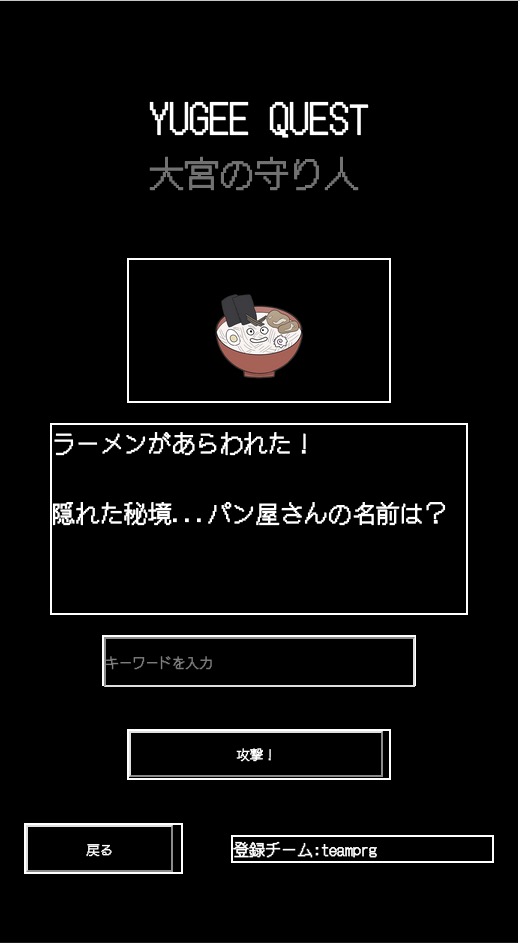 YUGEE QUEST
大宮の守り人
ラーメンがあらわれた！
隠れた秘境...パン屋さんの名前は？
キーワードを入力
攻撃！
戻る
登録チーム:teamprg